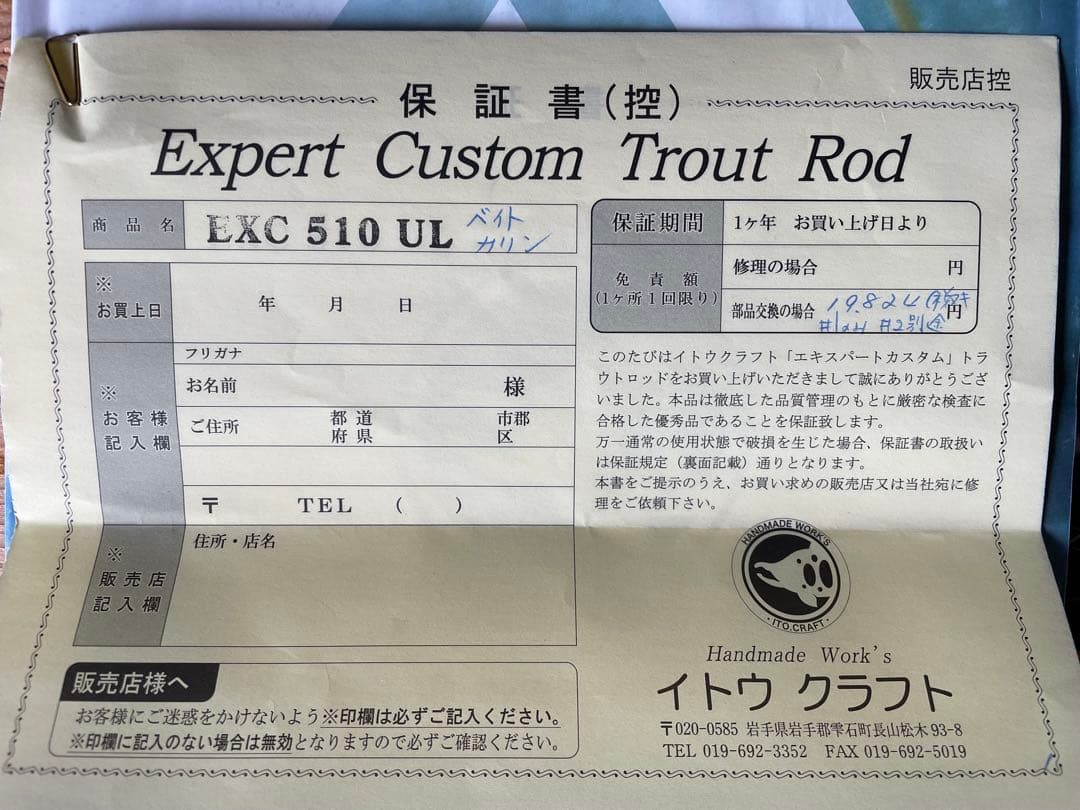 販売店控
保証書(控)
Expert Custom Trout Rod
商品名 EXC 510 UL ベイト
カリン
※
お買上日 年 月 日
※
お客様
記入欄
フリガナ
お名前 様
ご住所 都道 市郡
府県 区
〒 TEL ( )
※
販売店
記入欄
住所・店名
販売店様へ
お客様にご迷惑をかけないよう※印欄は必ずご記入ください。
※印欄に記入のない場合は無効となりますので必ずご確認ください。
保証期間 1ヶ年 お買い上げ日より
免責額
(1ヶ所1回限り)
修理の場合 円
部品交換の場合 19.824 円
#2別途
このたびはイトウクラフト「エキスパートカスタム」トラ
ウトロッドをお買い上げいただきまして誠にありがとうござ
いました。本品は徹底した品質管理のもとに厳密な検査に
合格した優秀品であることを保証致します。
万一通常の使用状態で破損を生じた場合、保証書の取扱い
は保証規定(裏面記載)通りとなります。
本書をご提示のうえ、お買い求めの販売店又は当社宛に修
理をご依頼下さい。
HANDMADE WORK'S
・ITO.CRAFT・
Handmade Work's
イトウ クラフト
〒020-0585 岩手県岩手郡雫石町長山松木93-8
TEL 019-692-3352 FAX 019-692-5019